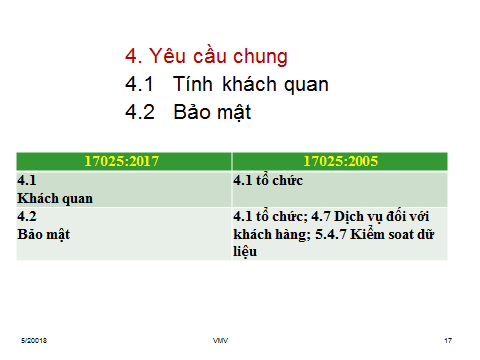 4. Yêu cầu chung
4.1 Tính khách quan
4.2 Bảo mật
17025:2017 17025:2005
4.1 4.1 tổ chức
Khách quan
4.2 4.1 tổ chức; 4.7 Dịch vụ đối với
Bảo mật khách hàng; 5.4.7 Kiểm soat dữ
liệu
5/20018 VMV 17